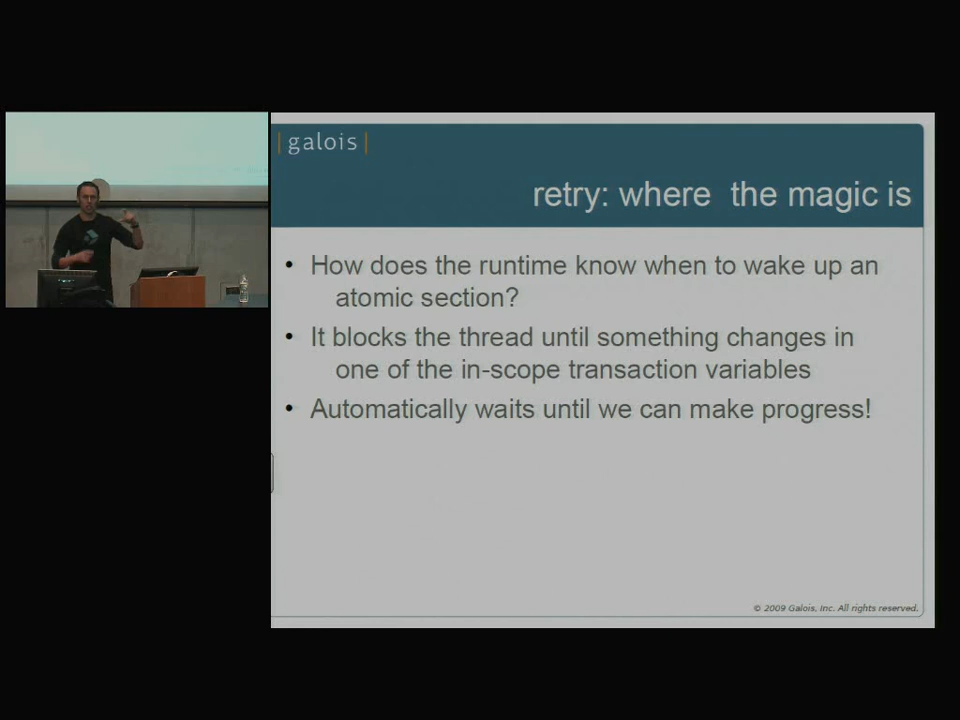 |galois|
retry: where the magic is
• How does the runtime know when to wake up an
atomic section?
• It blocks the thread until something changes in
one of the in-scope transaction variables
• Automatically waits until we can make progress!
© 2009 Galois, Inc. All rights reserved.